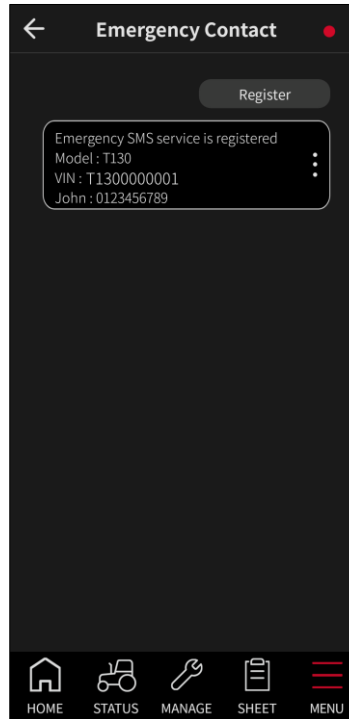 Emergency Contact
Register
Emergency SMS service is registered
Model : T130
VIN : T1300000001
John : 0123456789
HOME STATUS MANAGE SHEET MENU